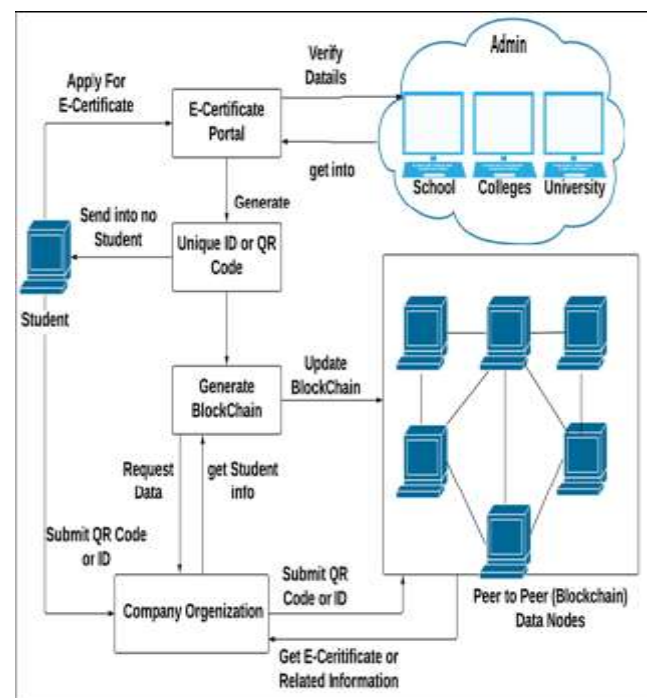 Admin
Verify
Datails
Apply For
E-Certificate
E-Certificate
Portal
get into
School
Colleges
University
Generate
Send into no
Student
Unique ID or QR
Code
Student
Update
BlockChain
Generate
BlockChain
Request
Data
get Student
info
Submit QR Code
or ID
Submit QR
Code or ID
Company Orgenization
Peer to Peer (Blockchain)
Data Nodes
Get E-Ceritificate or
Related Information